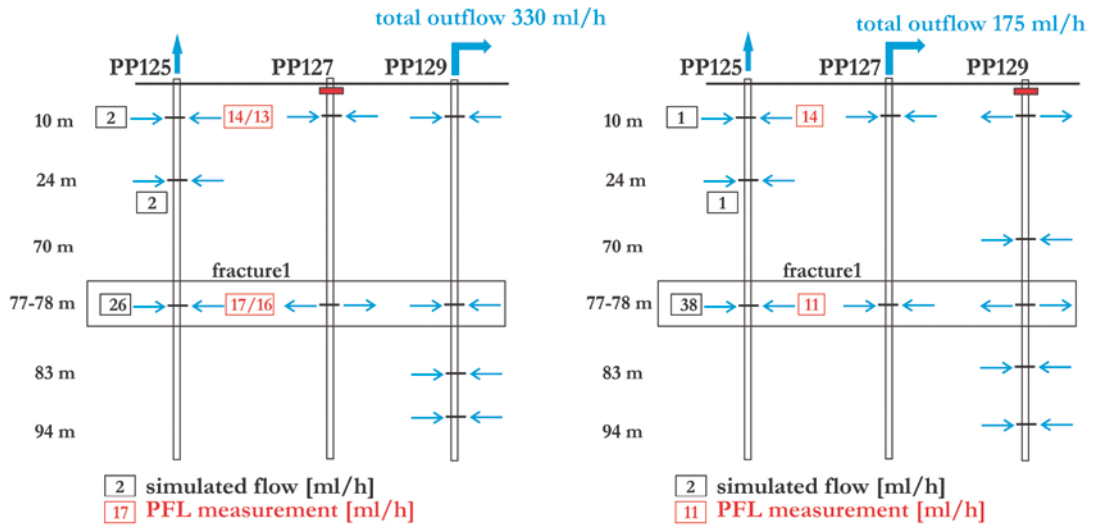 total outflow 330 ml/h
PP125 PP127 PP129
10 m 2 14/13
24 m
2
70 m
fracture1
77-78 m 26 17/16
83 m
94 m
2 simulated flow [ml/h]
17 PFL measurement [ml/h]
total outflow 175 ml/h
PP125 PP127 PP129
10 m 1 14
24 m
1
70 m
fracture1
77-78 m 38 11
83 m
94 m
2 simulated flow [ml/h]
11 PFL measurement [ml/h]